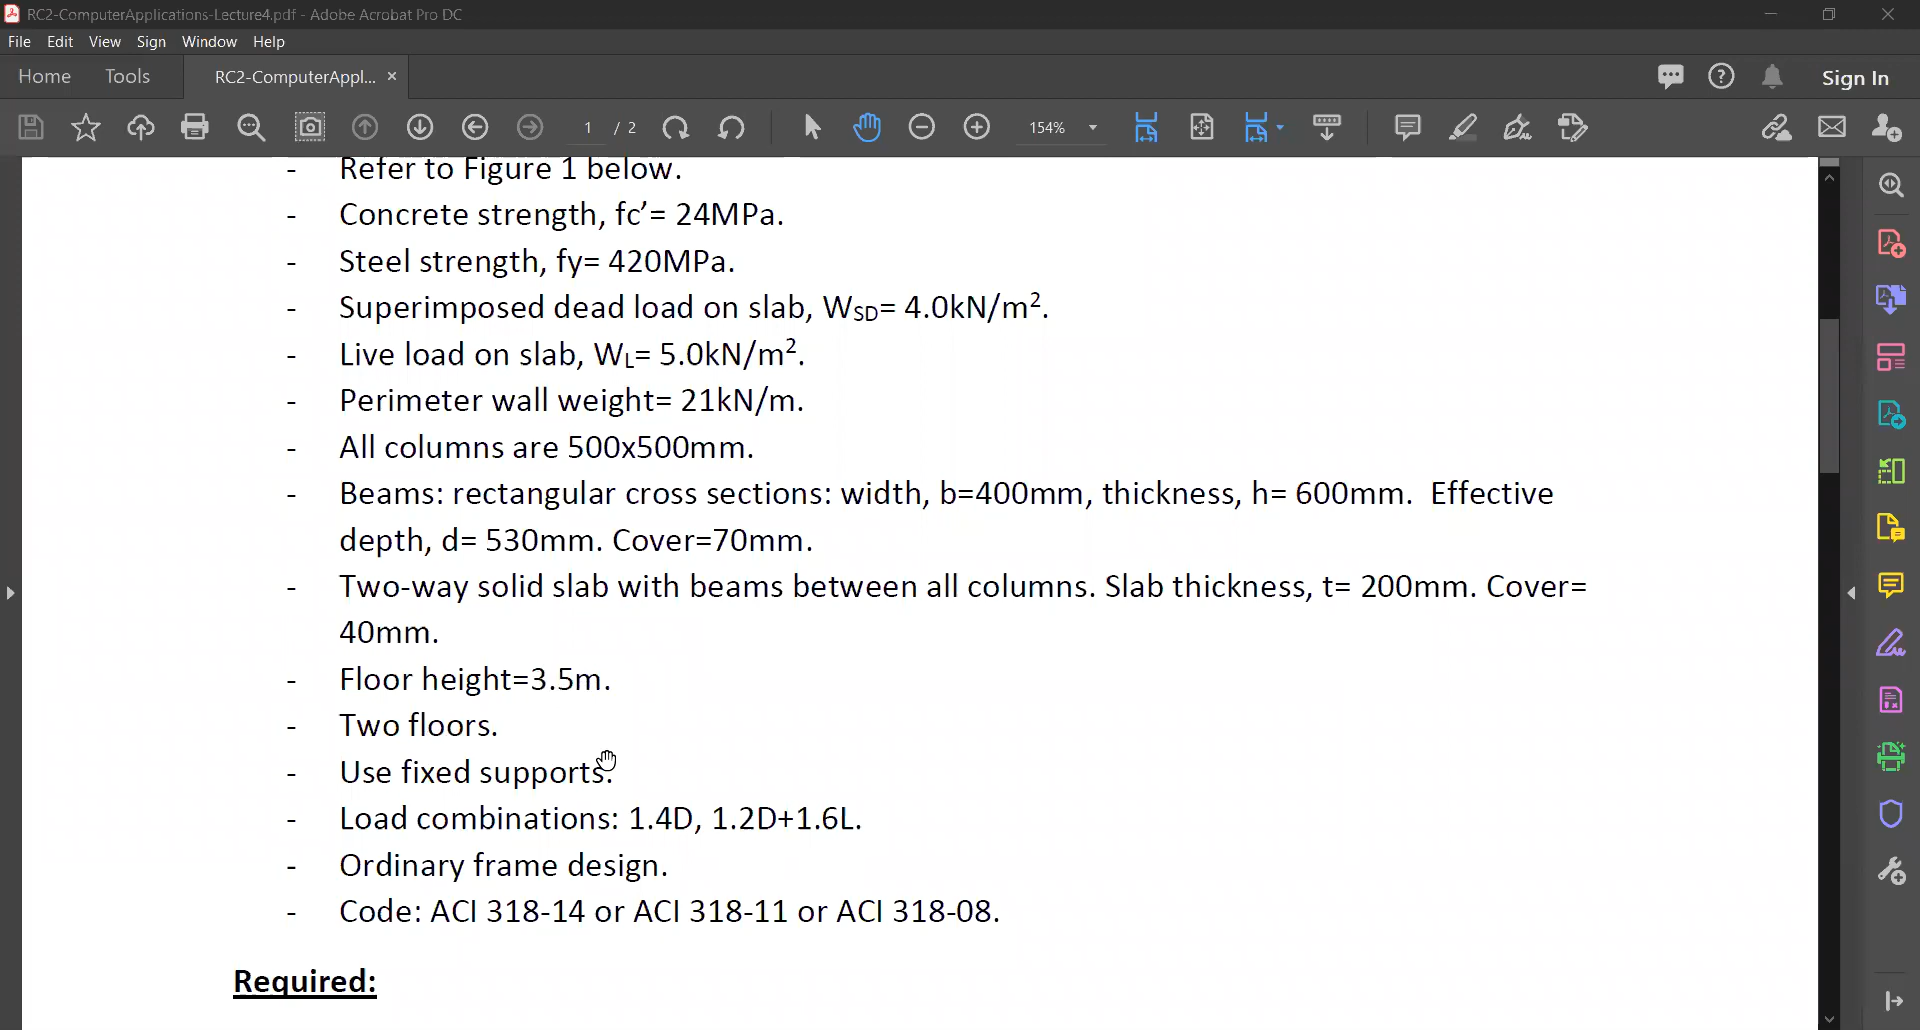 RC2-ComputerApplications-Lecture4.pdf - Adobe Acrobat Pro DC
File Edit View Sign Window Help
Home Tools RC2-ComputerAppl... × Sign In
1 / 2 154%
- Refer to Figure 1 below.
- Concrete strength, fc’= 24MPa.
- Steel strength, fy= 420MPa.
- Superimposed dead load on slab, WSD= 4.0kN/m².
- Live load on slab, WL= 5.0kN/m².
- Perimeter wall weight= 21kN/m.
- All columns are 500x500mm.
- Beams: rectangular cross sections: width, b=400mm, thickness, h= 600mm. Effective
depth, d= 530mm. Cover=70mm.
- Two-way solid slab with beams between all columns. Slab thickness, t= 200mm. Cover=
40mm.
- Floor height=3.5m.
- Two floors.
- Use fixed supports.
- Load combinations: 1.4D, 1.2D+1.6L.
- Ordinary frame design.
- Code: ACI 318-14 or ACI 318-11 or ACI 318-08.
Required: